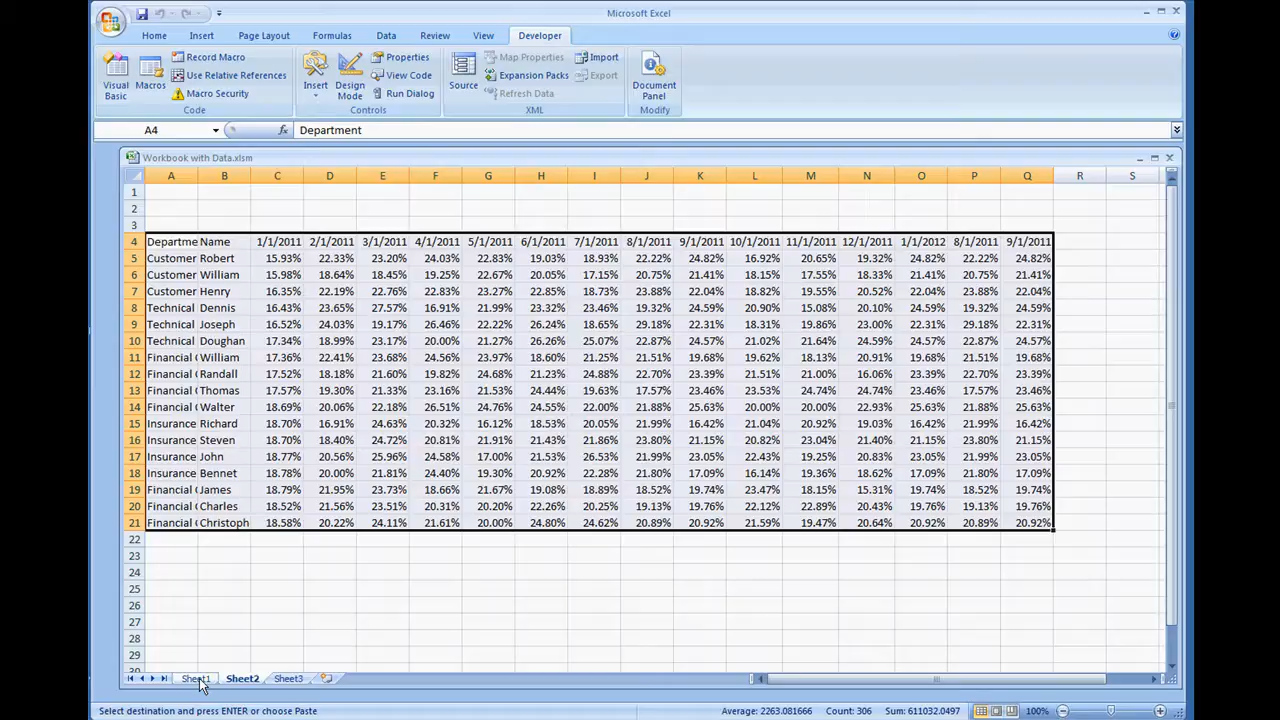 Microsoft Excel
Home Insert Page Layout Formulas Data Review View Developer
Visual Basic
Macros
Record Macro
Use Relative References
Macro Security
Code
Insert
Design Mode
Properties
View Code
Run Dialog
Controls
Source
Map Properties
Expansion Packs
Refresh Data
Import
Export
XML
Document Panel
Modify
A4 fx Department
Workbook with Data.xlsm
A B C D E F G H I J K L M N O P Q R S
1
2
3
4 Departme Name 1/1/2011 2/1/2011 3/1/2011 4/1/2011 5/1/2011 6/1/2011 7/1/2011 8/1/2011 9/1/2011 10/1/2011 11/1/2011 12/1/2011 1/1/2012 8/1/2011 9/1/2011
5 Customer Robert 15.93% 22.33% 23.20% 24.03% 22.83% 19.03% 18.93% 22.22% 24.82% 16.92% 20.65% 19.32% 24.82% 22.22% 24.82%
6 Customer William 15.98% 18.64% 18.45% 19.25% 22.67% 20.05% 17.15% 20.75% 21.41% 18.15% 17.55% 18.33% 21.41% 20.75% 21.41%
7 Customer Henry 16.35% 22.19% 22.76% 22.83% 23.27% 22.85% 18.73% 23.88% 22.04% 18.82% 19.55% 20.52% 22.04% 23.88% 22.04%
8 Technical Dennis 16.43% 23.65% 27.57% 16.91% 21.99% 23.32% 23.46% 19.32% 24.59% 20.90% 15.08% 20.10% 24.59% 19.32% 24.59%
9 Technical Joseph 16.52% 24.03% 19.17% 26.46% 22.22% 26.24% 18.65% 29.18% 22.31% 18.31% 19.86% 23.00% 22.31% 29.18% 22.31%
10 Technical Doughan 17.34% 18.99% 23.17% 20.00% 21.11% 26.26% 25.07% 22.87% 24.57% 21.02% 21.64% 24.59% 24.57% 22.87% 24.57%
11 Financial ( William 17.36% 22.41% 23.68% 24.56% 23.97% 18.60% 21.25% 21.51% 19.68% 19.62% 18.13% 20.91% 19.68% 21.51% 19.68%
12 Financial ( Randall 17.52% 18.18% 21.60% 19.82% 24.68% 21.23% 24.88% 22.70% 23.39% 21.51% 21.00% 16.06% 23.39% 22.70% 23.39%
13 Financial ( Thomas 17.57% 19.30% 21.33% 23.16% 21.53% 24.44% 19.63% 17.57% 23.46% 23.53% 24.74% 24.74% 23.46% 17.57% 23.46%
14 Financial ( Walter 18.69% 20.06% 22.18% 26.51% 24.76% 24.55% 22.00% 21.88% 25.63% 20.00% 20.00% 22.93% 25.63% 21.88% 25.63%
15 Insurance Richard 18.70% 16.91% 24.63% 20.32% 16.12% 18.53% 20.05% 21.99% 16.42% 21.04% 20.92% 19.03% 16.42% 21.99% 16.42%
16 Insurance Steven 18.70% 18.40% 24.72% 20.81% 21.91% 21.43% 21.86% 23.80% 21.15% 20.82% 23.04% 21.40% 21.15% 23.80% 21.15%
17 Insurance John 18.77% 20.56% 25.96% 24.58% 17.00% 21.53% 26.53% 21.99% 23.05% 22.43% 19.25% 20.83% 23.05% 21.99% 23.05%
18 Insurance Bennet 18.78% 20.00% 21.81% 24.40% 19.30% 20.92% 22.28% 21.80% 17.09% 16.14% 19.36% 18.62% 17.09% 21.80% 17.09%
19 Financial ( James 18.79% 21.95% 23.73% 18.66% 21.67% 19.08% 18.89% 18.52% 19.74% 23.47% 18.15% 15.31% 19.74% 18.52% 19.74%
20 Financial ( Charles 18.52% 21.56% 23.51% 20.31% 20.20% 22.26% 20.25% 19.13% 19.76% 22.12% 22.89% 20.43% 19.76% 19.13% 19.76%
21 Financial ( Christoph 18.58% 20.22% 24.11% 21.61% 20.00% 24.80% 24.62% 20.89% 20.92% 21.59% 19.47% 20.64% 20.92% 20.89% 20.92%
22
23
24
25
26
27
28
29
30
Sheet1 Sheet2 Sheet3
Select destination and press ENTER or choose Paste Average: 2263.081666 Count: 306 Sum: 611032.0497 100%